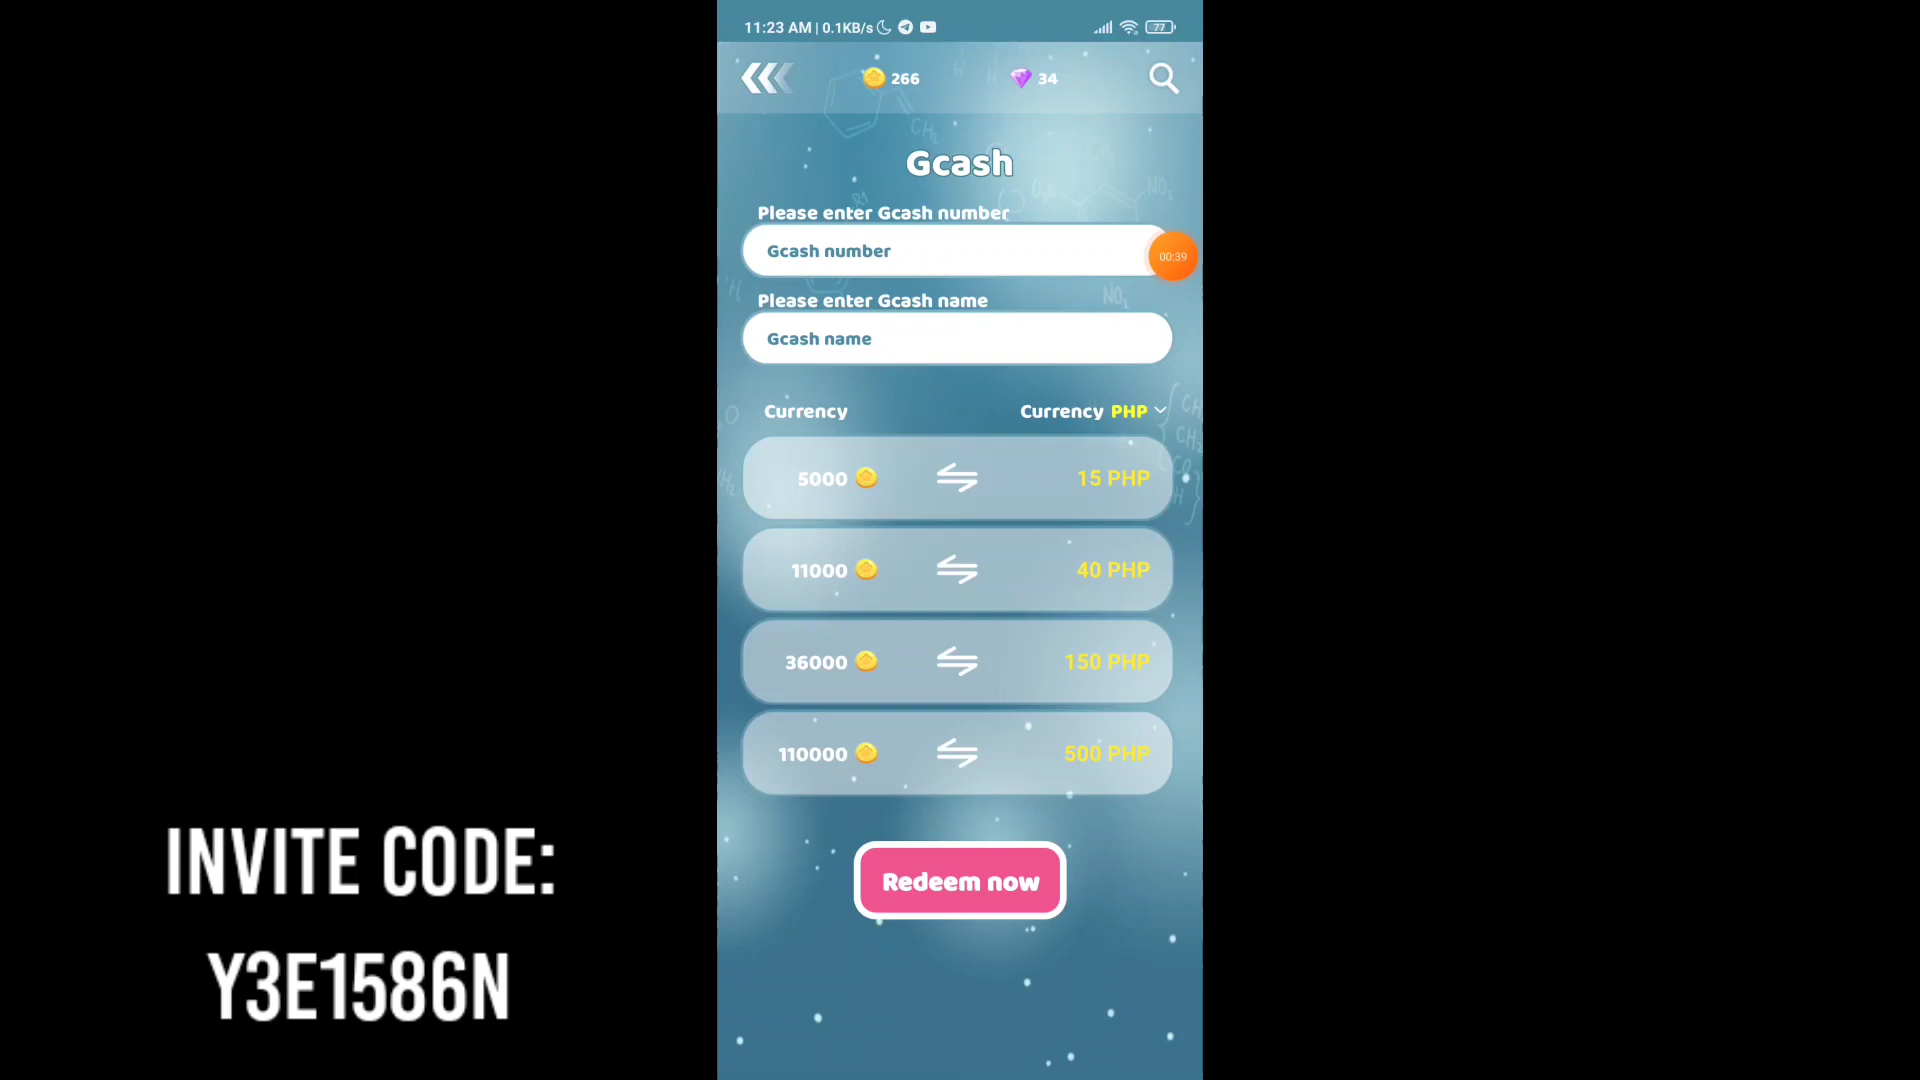 11:23 AM | 0.1KB/s
77
266
34
Gcash
Please enter Gcash number
Gcash number
00:39
Please enter Gcash name
Gcash name
Currency
Currency PHP
5000
15 PHP
11000
40 PHP
36000
150 PHP
110000
500 PHP
Redeem now
INVITE CODE:
Y3E1586N